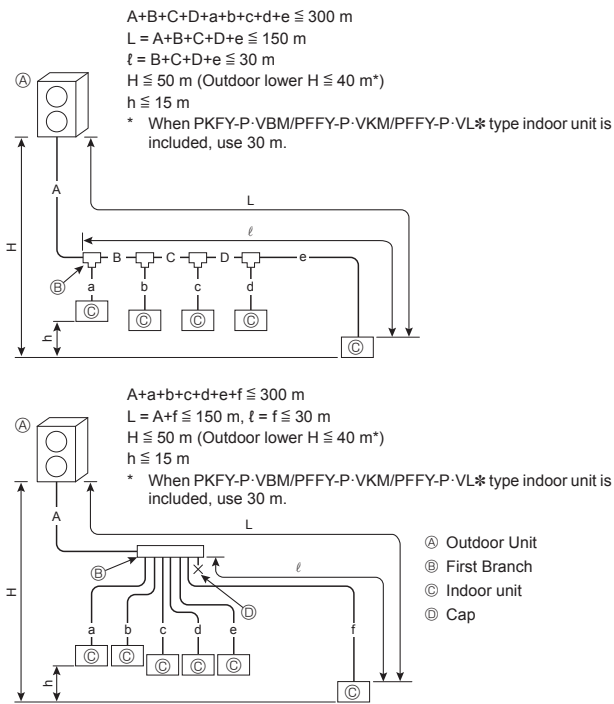 A+B+C+D+a+b+c+d+e ≦ 300 m
L = A+B+C+D+e ≦ 150 m
ℓ = B+C+D+e ≦ 30 m
H ≦ 50 m (Outdoor lower H ≦ 40 m*)
h ≦ 15 m
* When PKFY-P·VBM/PFFY-P·VKM/PFFY-P·VL✻ type indoor unit is
included, use 30 m.
Ⓐ
A
L
H
ℓ
B C D e
Ⓑ a b c d
Ⓒ Ⓒ Ⓒ Ⓒ
h
Ⓒ
A+a+b+c+d+e+f ≦ 300 m
L = A+f ≦ 150 m, ℓ = f ≦ 30 m
H ≦ 50 m (Outdoor lower H ≦ 40 m*)
h ≦ 15 m
* When PKFY-P·VBM/PFFY-P·VKM/PFFY-P·VL✻ type indoor unit is
included, use 30 m.
Ⓐ
A
L
H
Ⓑ
ℓ
Ⓓ
a b c d e f
Ⓒ Ⓒ Ⓒ Ⓒ Ⓒ
h
Ⓒ
Ⓐ Outdoor Unit
Ⓑ First Branch
Ⓒ Indoor unit
Ⓓ Cap